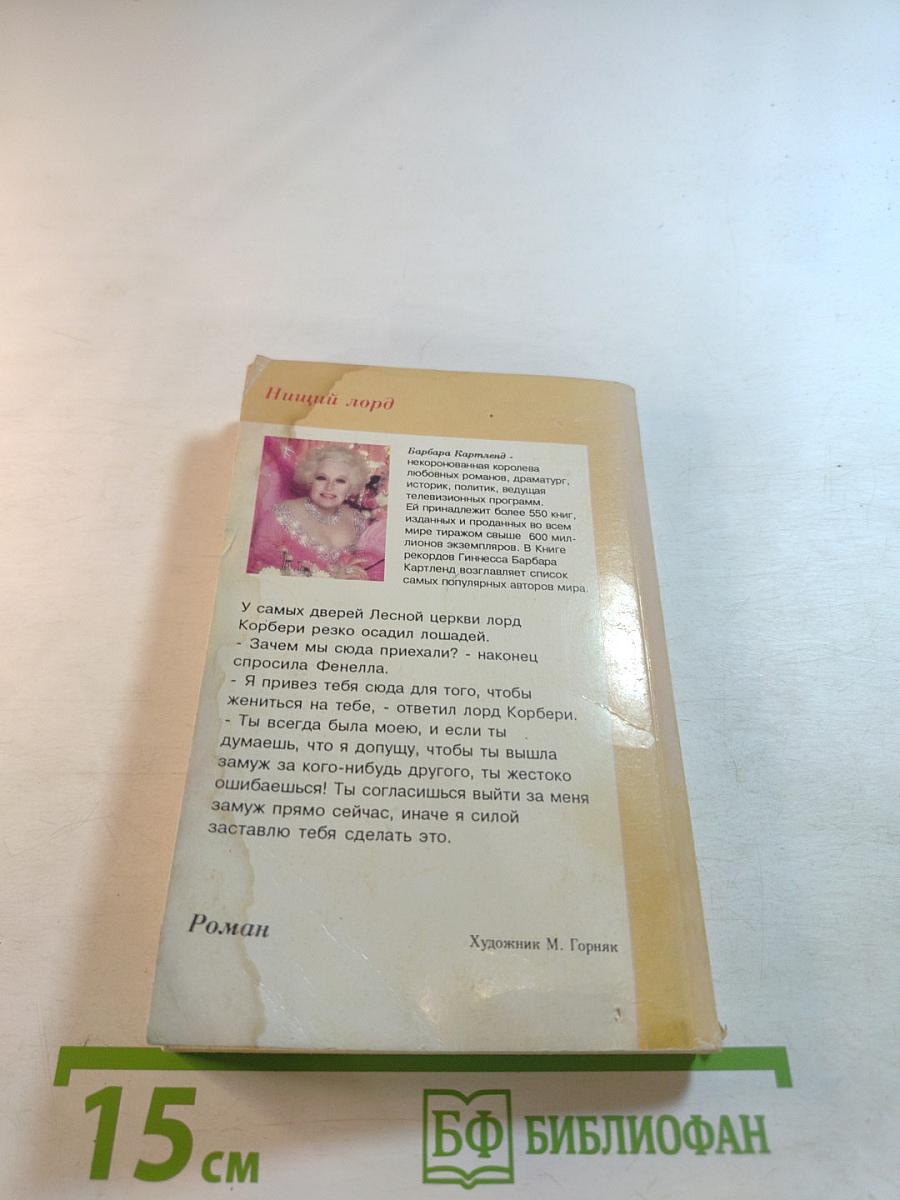 Нищий лорд
Барбара Картленд -
некоронованная королева
любовных романов, драматург,
историк, политик, ведущая
телевизионных программ.
Ей принадлежит более 550 книг,
изданных и проданных во всем
мире тиражом свыше 600 мил-
лионов экземпляров. В Книге
рекордов Гиннесса Барбара
Картленд возглавляет список
самых популярных авторов мира.
У самых дверей Лесной церкви лорд
Корбери резко осадил лошадей.
- Зачем мы сюда приехали? - наконец
спросила Фенелла.
- Я привез тебя сюда для того, чтобы
жениться на тебе, - ответил лорд Корбери.
- Ты всегда была моею, и если ты
думаешь, что я допущу, чтобы ты вышла
замуж за кого-нибудь другого, ты жестоко
ошибаешься! Ты согласишься выйти за меня
замуж прямо сейчас, иначе я силой
заставлю тебя сделать это.
Роман
Художник М. Горняк
15 см
БФ БИБЛИОФАН